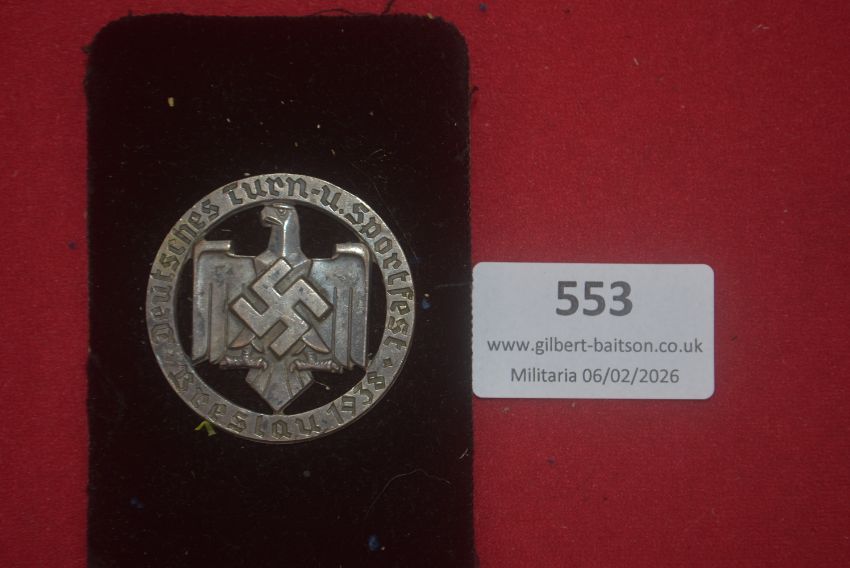 Deutsches Turn-u. Sportfest
Breslau 1938
553
www.gilbert-baitson.co.uk
Militaria 06/02/2026